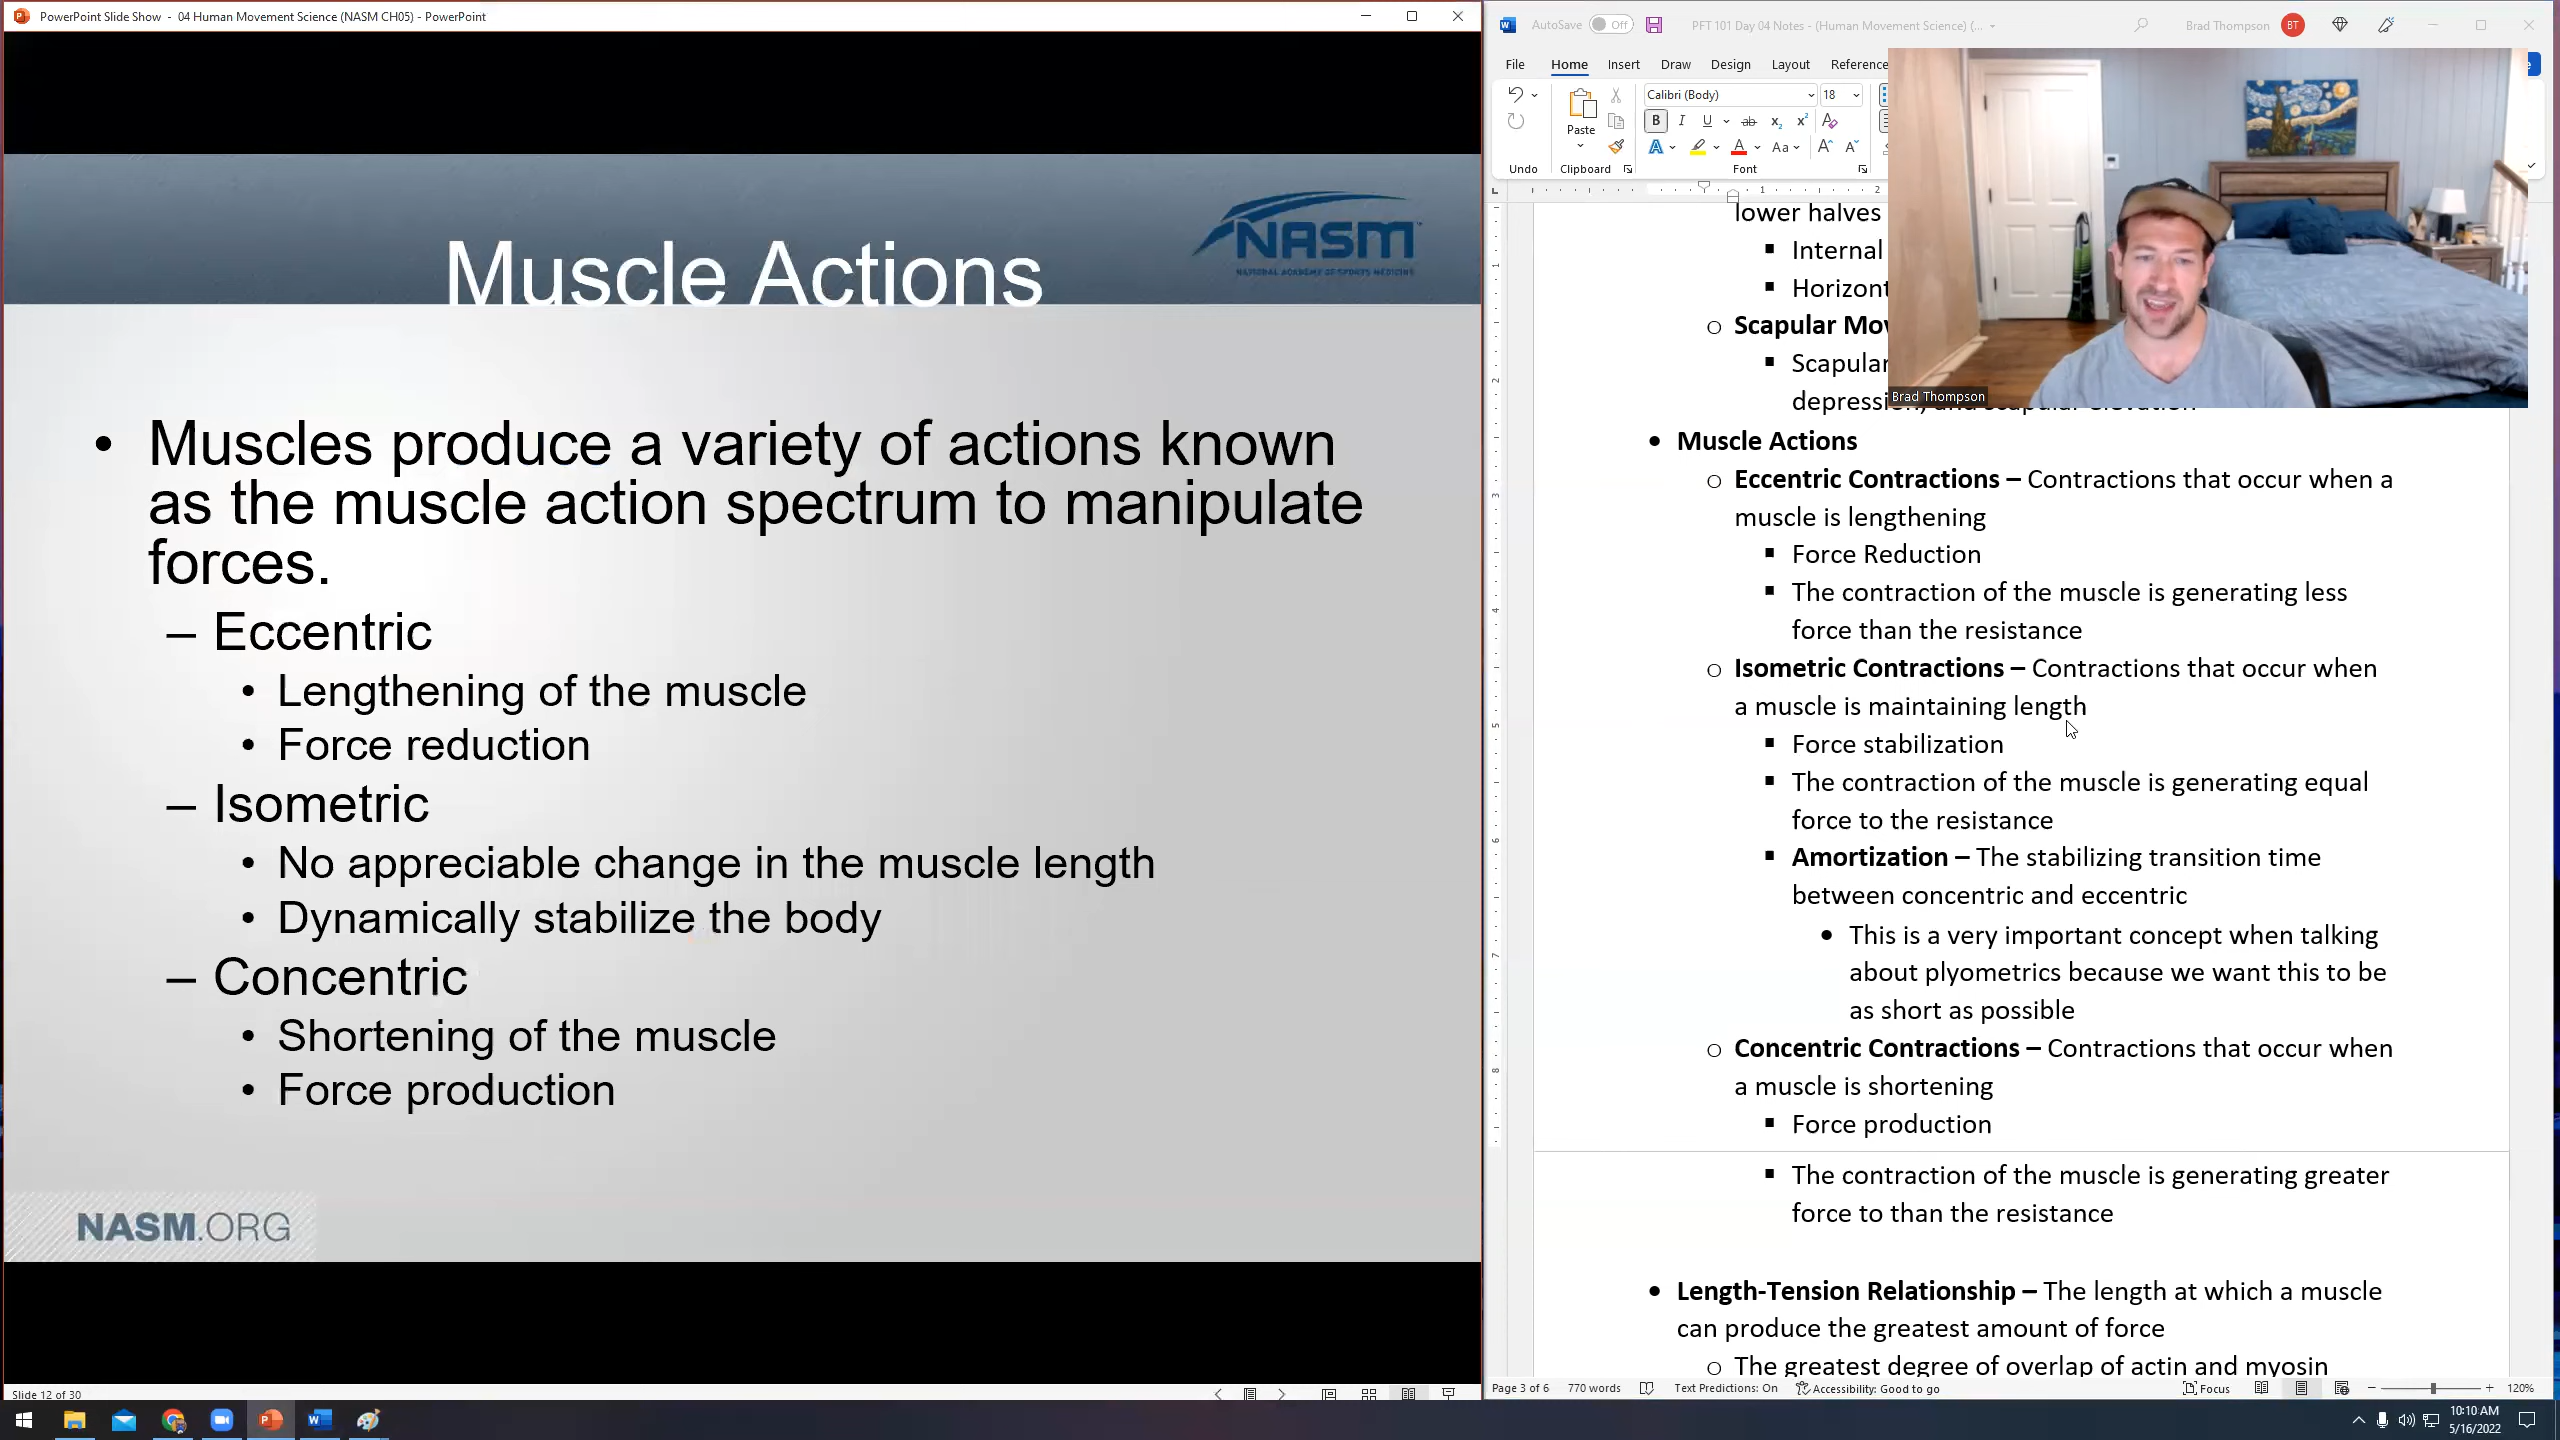 PowerPoint Slide Show - 04 Human Movement Science (NASM CH05) - PowerPoint
NASM
NATIONAL ACADEMY OF SPORTS MEDICINE
Muscle Actions
• Muscles produce a variety of actions known
as the muscle action spectrum to manipulate
forces.
– Eccentric
• Lengthening of the muscle
• Force reduction
– Isometric
• No appreciable change in the muscle length
• Dynamically stabilize the body
– Concentric
• Shortening of the muscle
• Force production
NASM.ORG
Slide 12 of 30
AutoSave Off PFT 101 Day 04 Notes - (Human Movement Science) (... Brad Thompson BT
File Home Insert Draw Design Layout Reference
Calibri (Body) 18
Paste
Undo Clipboard Font
1 2
Brad Thompson
lower halves
▪ Internal
▪ Horizont
o Scapular Mov
▪ Scapular
depression, and scapular elevation
• Muscle Actions
o Eccentric Contractions – Contractions that occur when a
muscle is lengthening
▪ Force Reduction
▪ The contraction of the muscle is generating less
force than the resistance
o Isometric Contractions – Contractions that occur when
a muscle is maintaining length
▪ Force stabilization
▪ The contraction of the muscle is generating equal
force to the resistance
▪ Amortization – The stabilizing transition time
between concentric and eccentric
• This is a very important concept when talking
about plyometrics because we want this to be
as short as possible
o Concentric Contractions – Contractions that occur when
a muscle is shortening
▪ Force production
▪ The contraction of the muscle is generating greater
force to than the resistance
• Length-Tension Relationship – The length at which a muscle
can produce the greatest amount of force
o The greatest degree of overlap of actin and myosin
Page 3 of 6 770 words Text Predictions: On Accessibility: Good to go Focus 120%
10:10 AM
5/16/2022